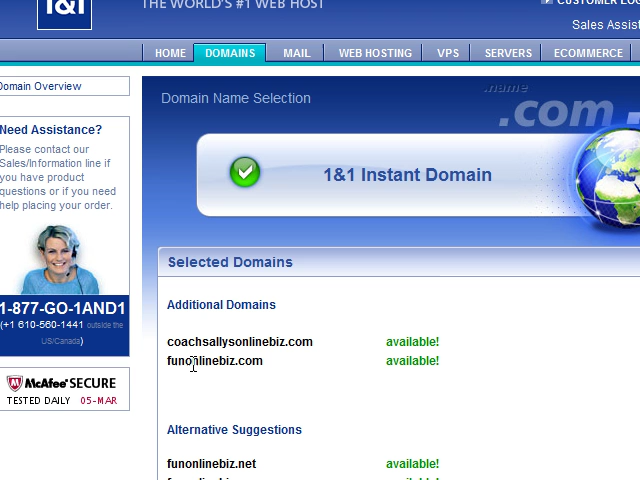 1&1
THE WORLD'S #1 WEB HOST
Sales
HOME DOMAINS MAIL WEB HOSTING VPS SERVERS ECOMMERCE
Domain Overview
Domain Name Selection
.name
.com
Need Assistance?
Please contact our
Sales/Information line if
you have product
questions or if you need
help placing your order.
1-877-GO-1AND1
(+1 610-560-1441 outside the
US/Canada)
McAfee SECURE
TESTED DAILY 05-MAR
1&1 Instant Domain
Selected Domains
Additional Domains
coachsallysonlinebiz.com available!
funonlinebiz.com available!
Alternative Suggestions
funonlinebiz.net available!